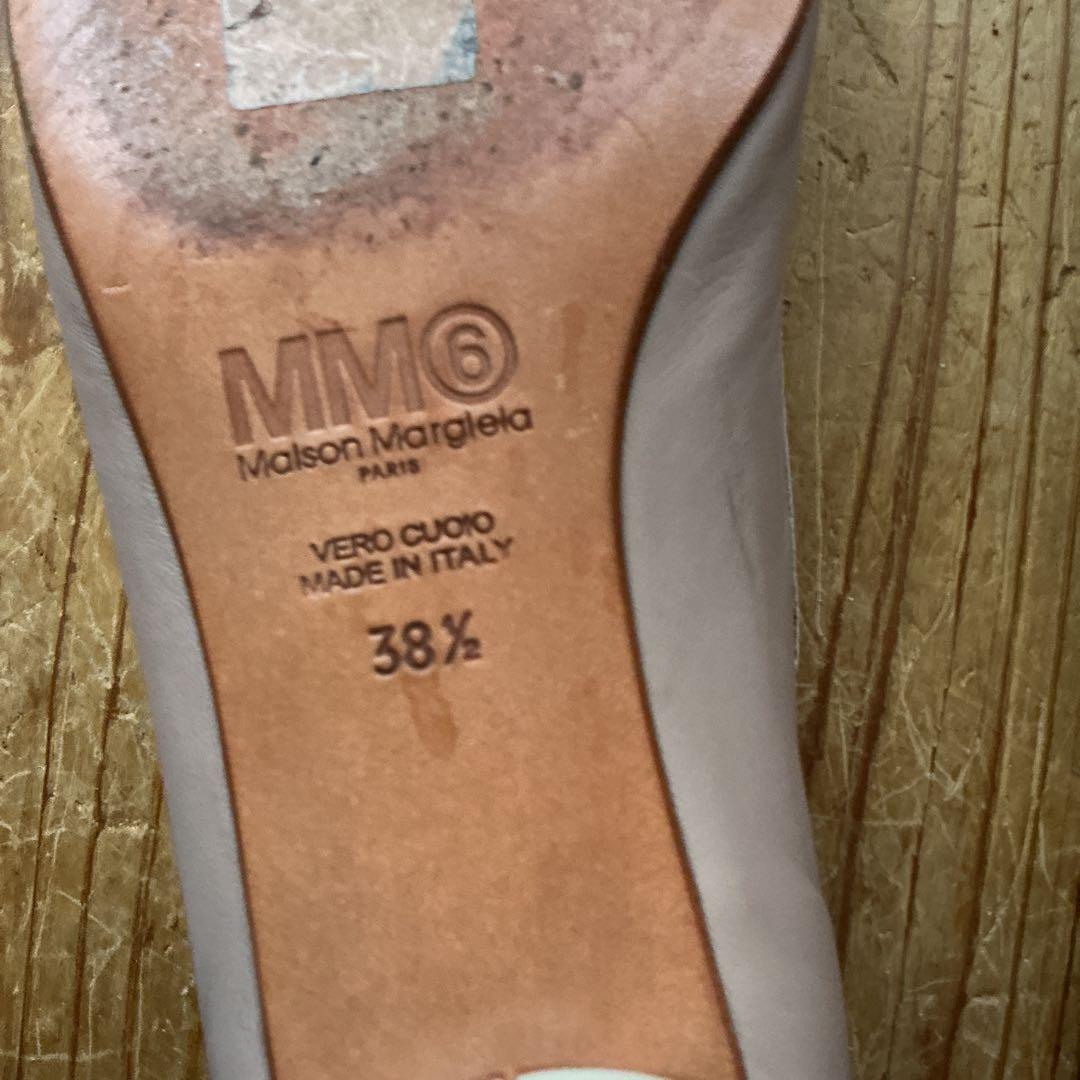 MM⑥
Maison Margiela
PARIS
VERO CUOIO
MADE IN ITALY
38½